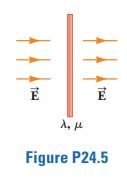 E⃗ E⃗
λ, μ
Figure P24.5